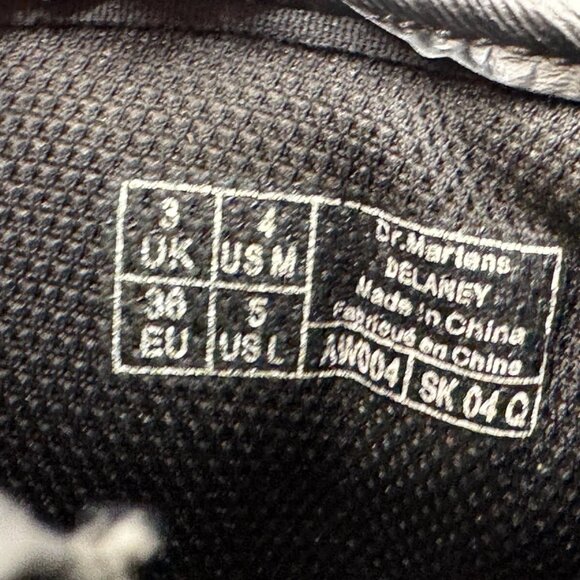 3 UK
4 US M
36 EU
5 US L
Dr.Martens
DELANEY
Made in China
Fabriqué en Chine
AW004
SK 04 Q